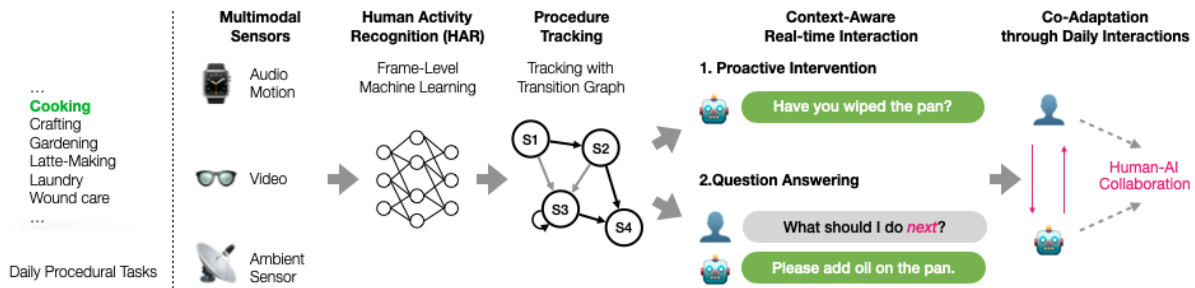 ...
Cooking
Crafting
Gardening
Latte-Making
Laundry
Wound care
...
Daily Procedural Tasks
Multimodal
Sensors
Audio
Motion
Video
Ambient
Sensor
Human Activity
Recognition (HAR)
Frame-Level
Machine Learning
Procedure
Tracking
Tracking with
Transition Graph
S1
S2
S3
S4
Context-Aware
Real-time Interaction
1. Proactive Intervention
Have you wiped the pan?
2.Question Answering
What should I do next?
Please add oil on the pan.
Co-Adaptation
through Daily Interactions
Human-AI
Collaboration